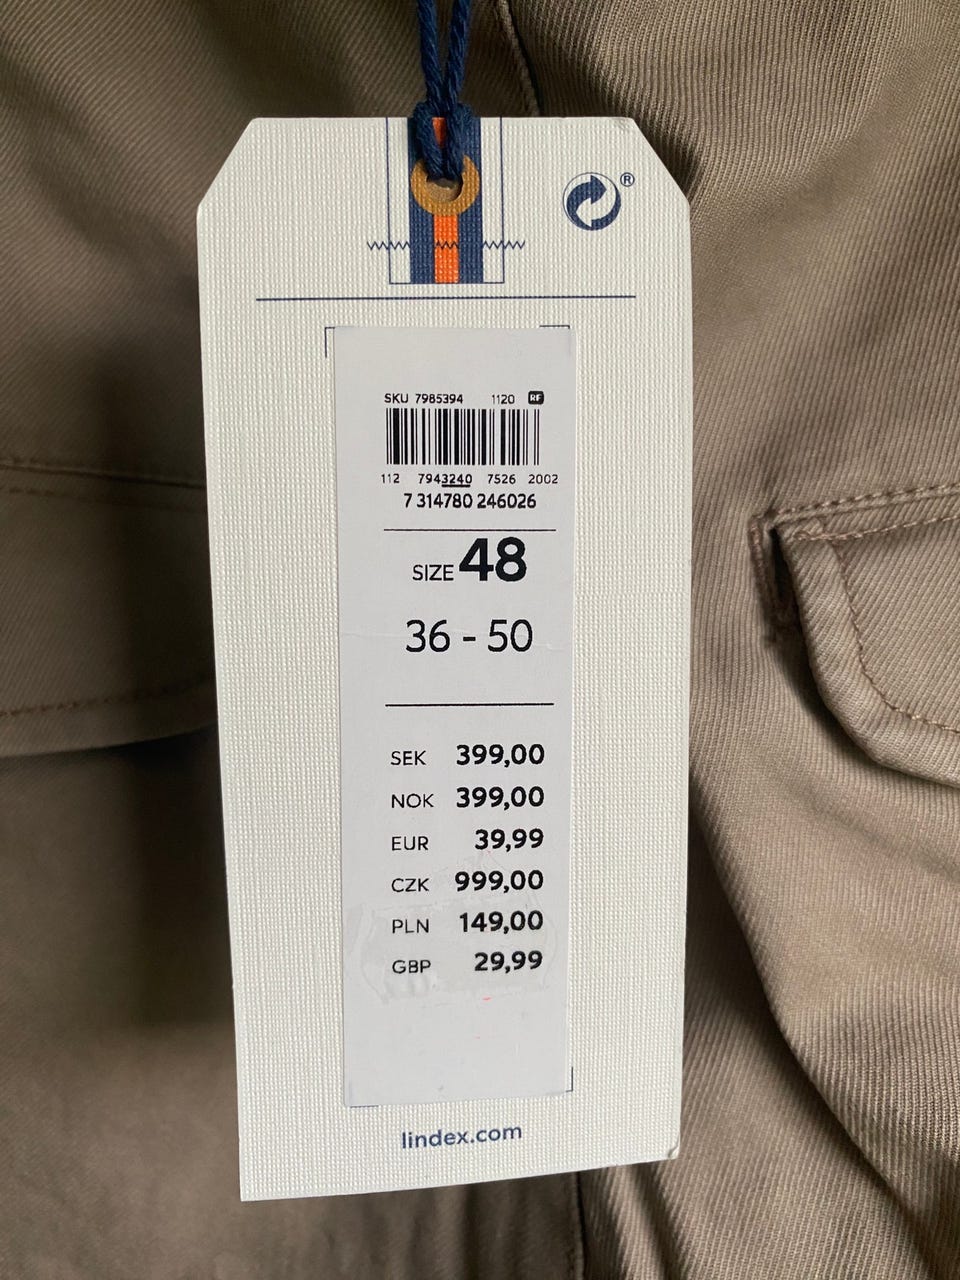 ®
SKU 7985394 1120 RF
112 7943240 7526 2002
7 314780 246026
SIZE 48
36 - 50
SEK 399,00
NOK 399,00
EUR 39,99
CZK 999,00
PLN 149,00
GBP 29,99
lindex.com